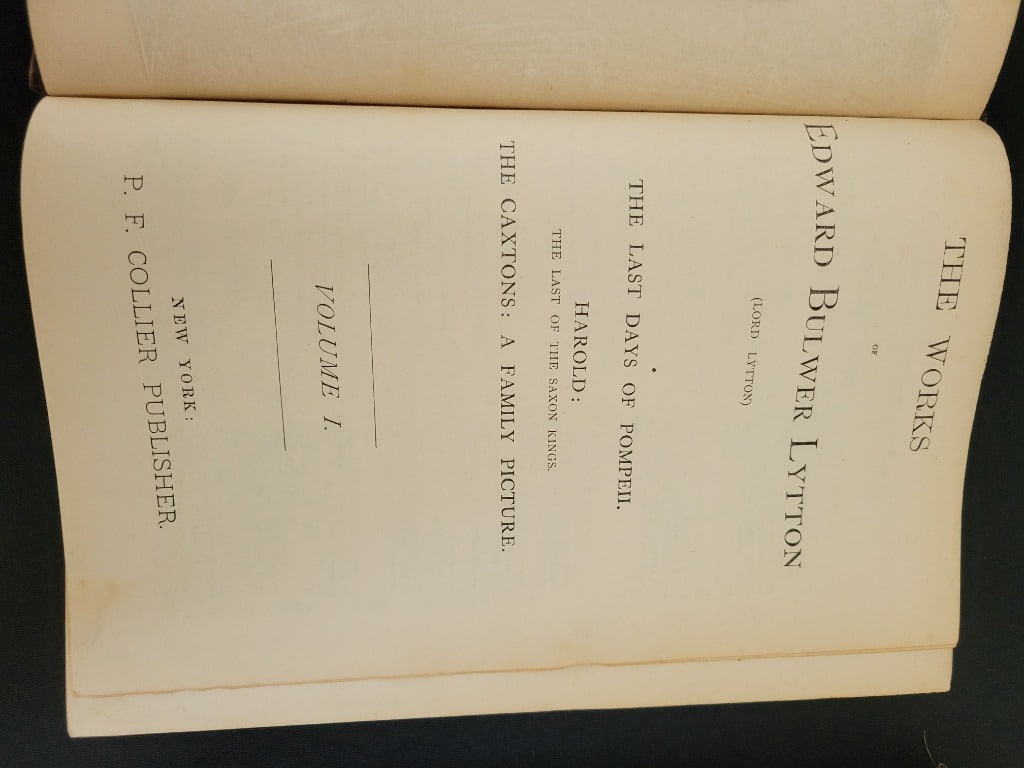 THE WORKS
OF
EDWARD BULWER LYTTON
(LORD LYTTON)
THE LAST DAYS OF POMPEII.
HAROLD:
THE LAST OF THE SAXON KINGS.
THE CAXTONS: A FAMILY PICTURE.
VOLUME I.
NEW YORK:
P. F. COLLIER PUBLISHER.